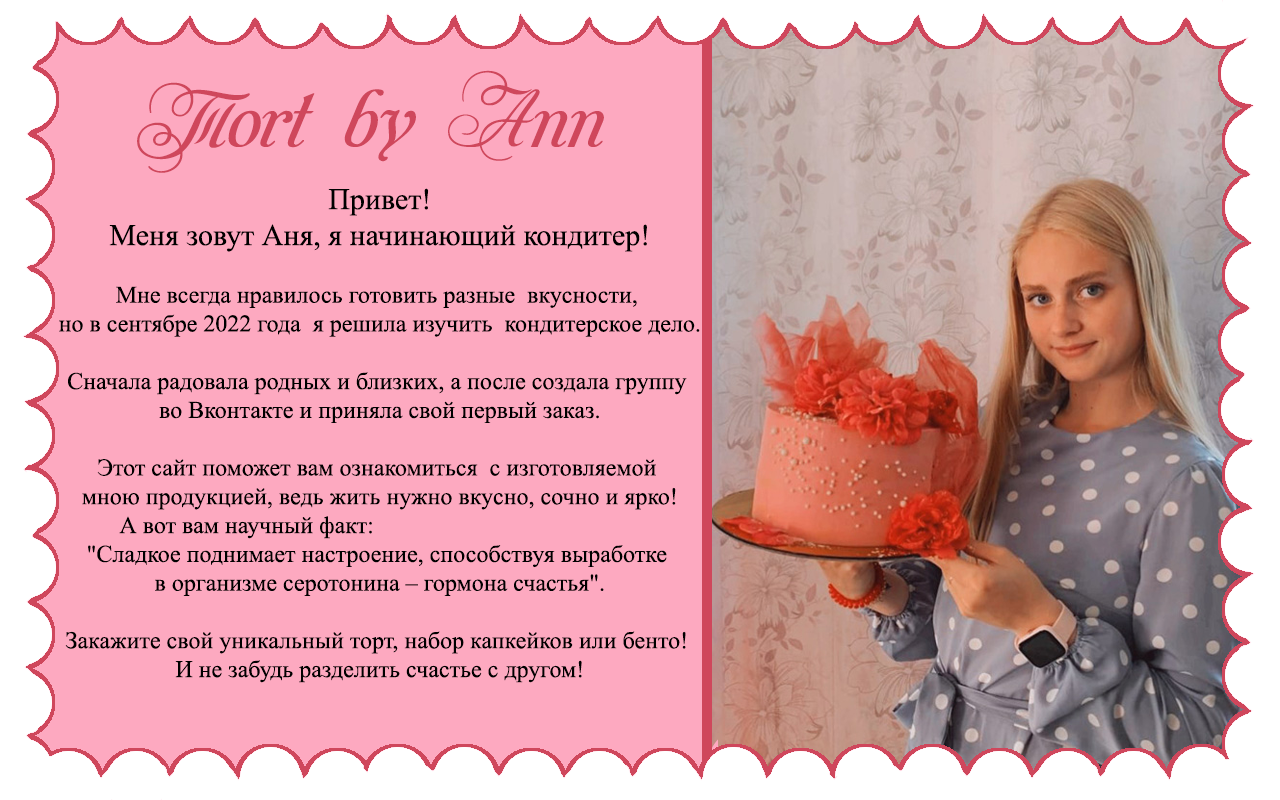 Tort by Ann
Привет!
Меня зовут Аня, я начинающий кондитер!
Мне всегда нравилось готовить разные вкусности,
но в сентябре 2022 года я решила изучить кондитерское дело.
Сначала радовала родных и близких, а после создала группу
во Вконтакте и приняла свой первый заказ.
Этот сайт поможет вам ознакомиться с изготовляемой
мною продукцией, ведь жить нужно вкусно, сочно и ярко!
А вот вам научный факт:
"Сладкое поднимает настроение, способствуя выработке
в организме серотонина – гормона счастья".
Закажите свой уникальный торт, набор капкейков или бенто!
И не забудь разделить счастье с другом!